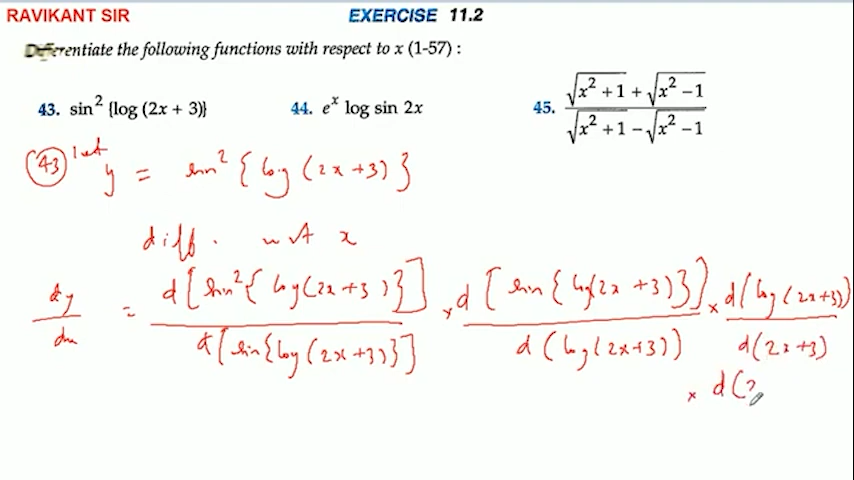 RAVIKANT SIR EXERCISE 11.2
Differentiate the following functions with respect to x (1-57) :
43. sin² {log (2x + 3)} 44. eˣ log sin 2x 45. (√(x² + 1) + √(x² − 1)) / (√(x² + 1) − √(x² − 1))
(43) let y = sin² { log (2x + 3) }
diff. w.r.t x
dy/dx = d[sin²{log(2x+3)}] / d[sin{log(2x+3)}] × d[sin{log(2x+3)}] / d(log(2x+3)) × d(log(2x+3)) / d(2x+3)
× d(2